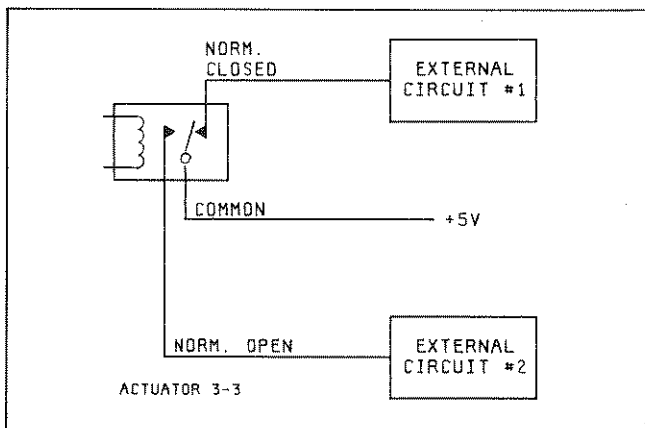 NORM.
CLOSED
EXTERNAL
CIRCUIT #1
COMMON
+5V
NORM. OPEN
EXTERNAL
CIRCUIT #2
ACTUATOR 3-3